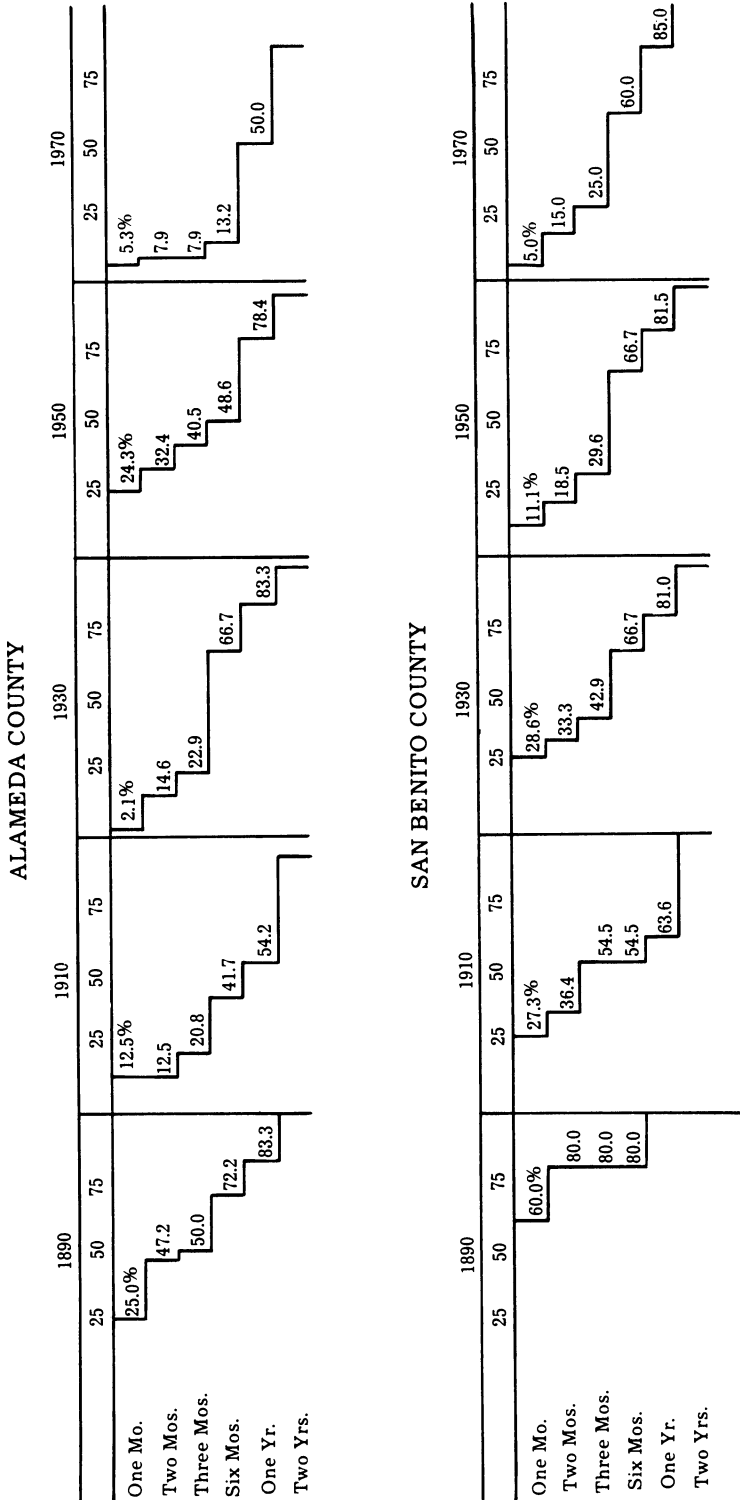 ALAMEDA COUNTY
1890 1910 1930 1950 1970
25 50 75 25 50 75 25 50 75 25 50 75 25 50 75
One Mo. 25.0% 12.5% 2.1% 24.3% 5.3%
Two Mos. 47.2 12.5 14.6 32.4 7.9
Three Mos. 50.0 20.8 22.9 40.5 7.9
Six Mos. 72.2 41.7 66.7 48.6 13.2
One Yr. 83.3 54.2 83.3 78.4 50.0
Two Yrs.
SAN BENITO COUNTY
1890 1910 1930 1950 1970
25 50 75 25 50 75 25 50 75 25 50 75 25 50 75
One Mo. 60.0% 27.3% 28.6% 11.1% 5.0%
Two Mos. 80.0 36.4 33.3 18.5 15.0
Three Mos. 80.0 54.5 42.9 29.6 25.0
Six Mos. 80.0 54.5 66.7 66.7 60.0
One Yr. 63.6 81.0 81.5 85.0
Two Yrs.